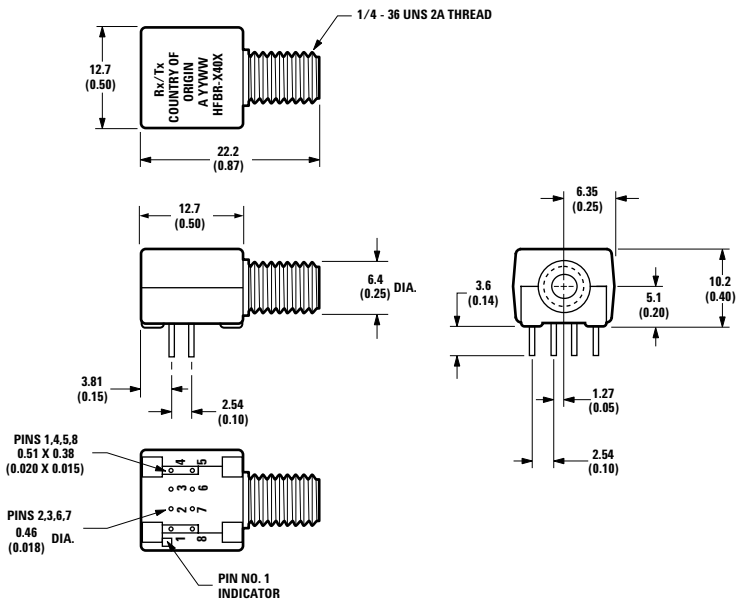 1/4 - 36 UNS 2A THREAD
12.7
(0.50)
Rx/Tx
COUNTRY OF
ORIGIN
A YYWW
HFBR-X40X
22.2
(0.87)
12.7
(0.50)
6.4
(0.25) DIA.
3.81
(0.15)
2.54
(0.10)
6.35
(0.25)
3.6
(0.14)
10.2
(0.40)
5.1
(0.20)
1.27
(0.05)
2.54
(0.10)
PINS 1,4,5,8
0.51 X 0.38
(0.020 X 0.015)
PINS 2,3,6,7
0.46
(0.018) DIA.
4 5
3 6
2 7
1 8
PIN NO. 1
INDICATOR